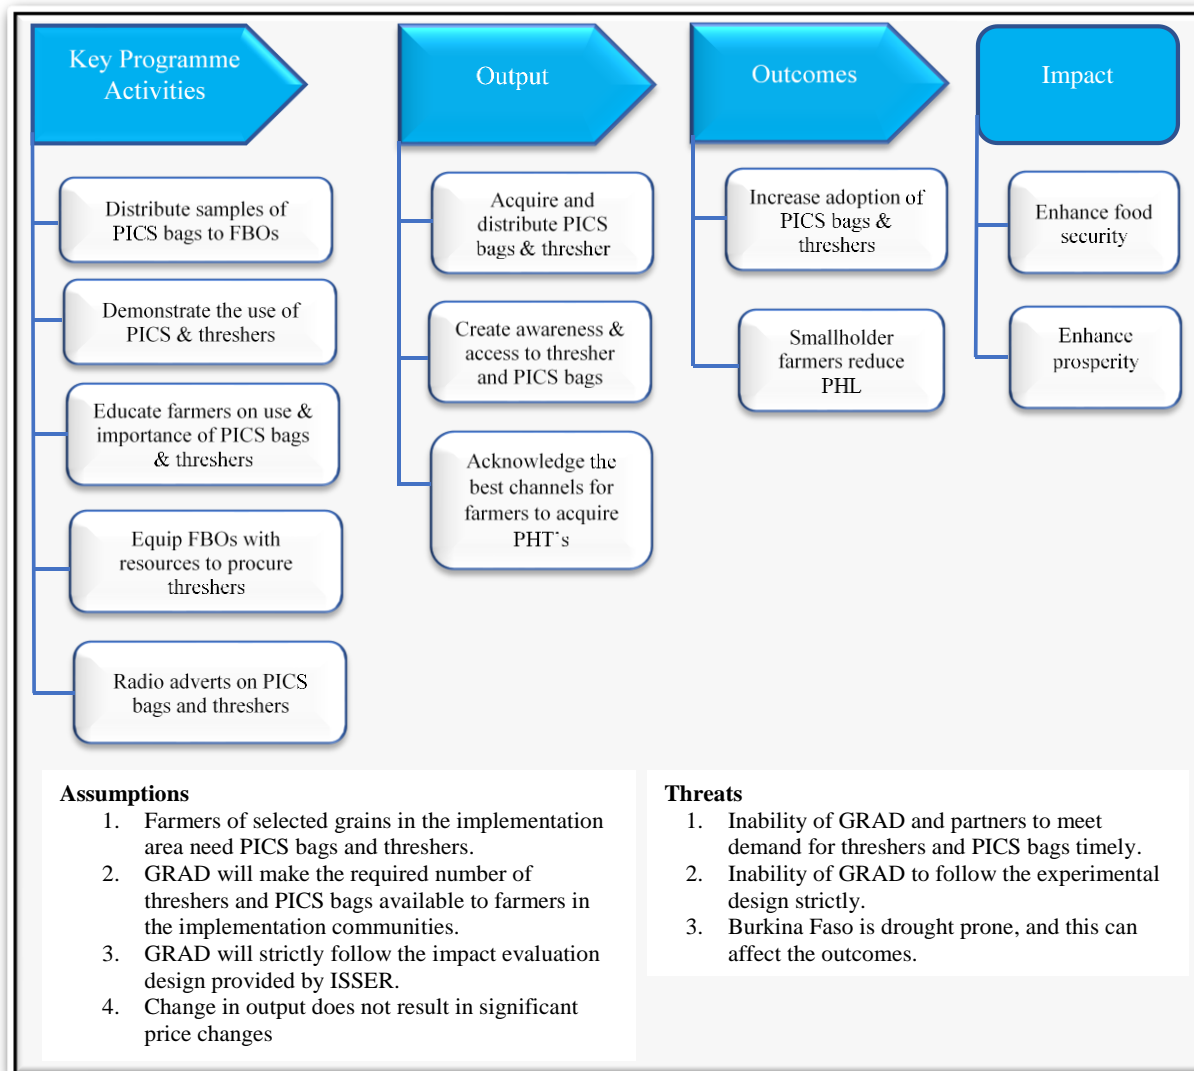 Key Programme
Activities
Distribute samples of
PICS bags to FBOs
Demonstrate the use of
PICS & threshers
Educate farmers on use &
importance of PICS bags
& threshers
Equip FBOs with
resources to procure
threshers
Radio adverts on PICS
bags and threshers
Output
Acquire and
distribute PICS
bags & thresher
Create awareness &
access to thresher
and PICS bags
Acknowledge the
best channels for
farmers to acquire
PHT`s
Outcomes
Increase adoption of
PICS bags &
threshers
Smallholder
farmers reduce
PHL
Impact
Enhance food
security
Enhance
prosperity
Assumptions
1. Farmers of selected grains in the implementation
area need PICS bags and threshers.
2. GRAD will make the required number of
threshers and PICS bags available to farmers in
the implementation communities.
3. GRAD will strictly follow the impact evaluation
design provided by ISSER.
4. Change in output does not result in significant
price changes
Threats
1. Inability of GRAD and partners to meet
demand for threshers and PICS bags timely.
2. Inability of GRAD to follow the experimental
design strictly.
3. Burkina Faso is drought prone, and this can
affect the outcomes.